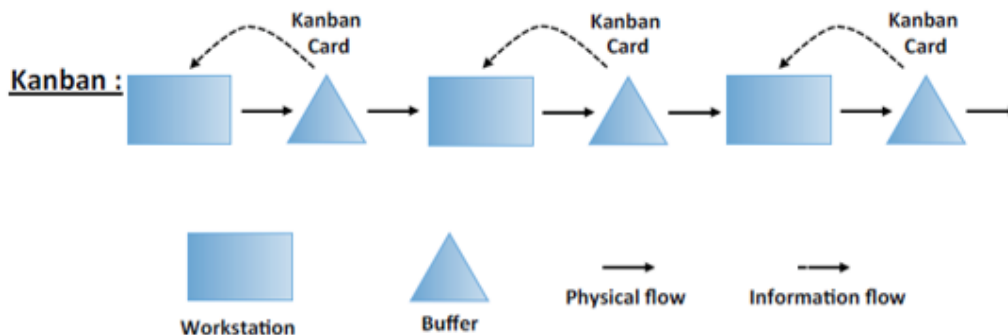 Kanban
Card
Kanban
Card
Kanban
Card
Kanban :
Workstation
Buffer
Physical flow
Information flow